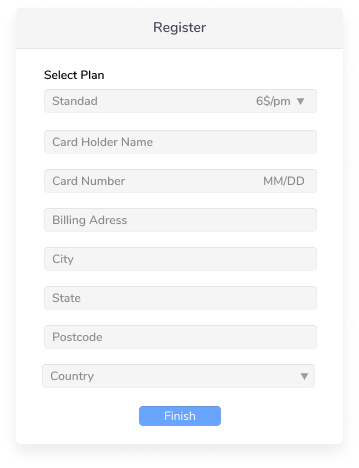 Register
Select Plan
Standad 6$/pm ▼
Card Holder Name
Card Number MM/DD
Billing Adress
City
State
Postcode
Country ▼
Finish